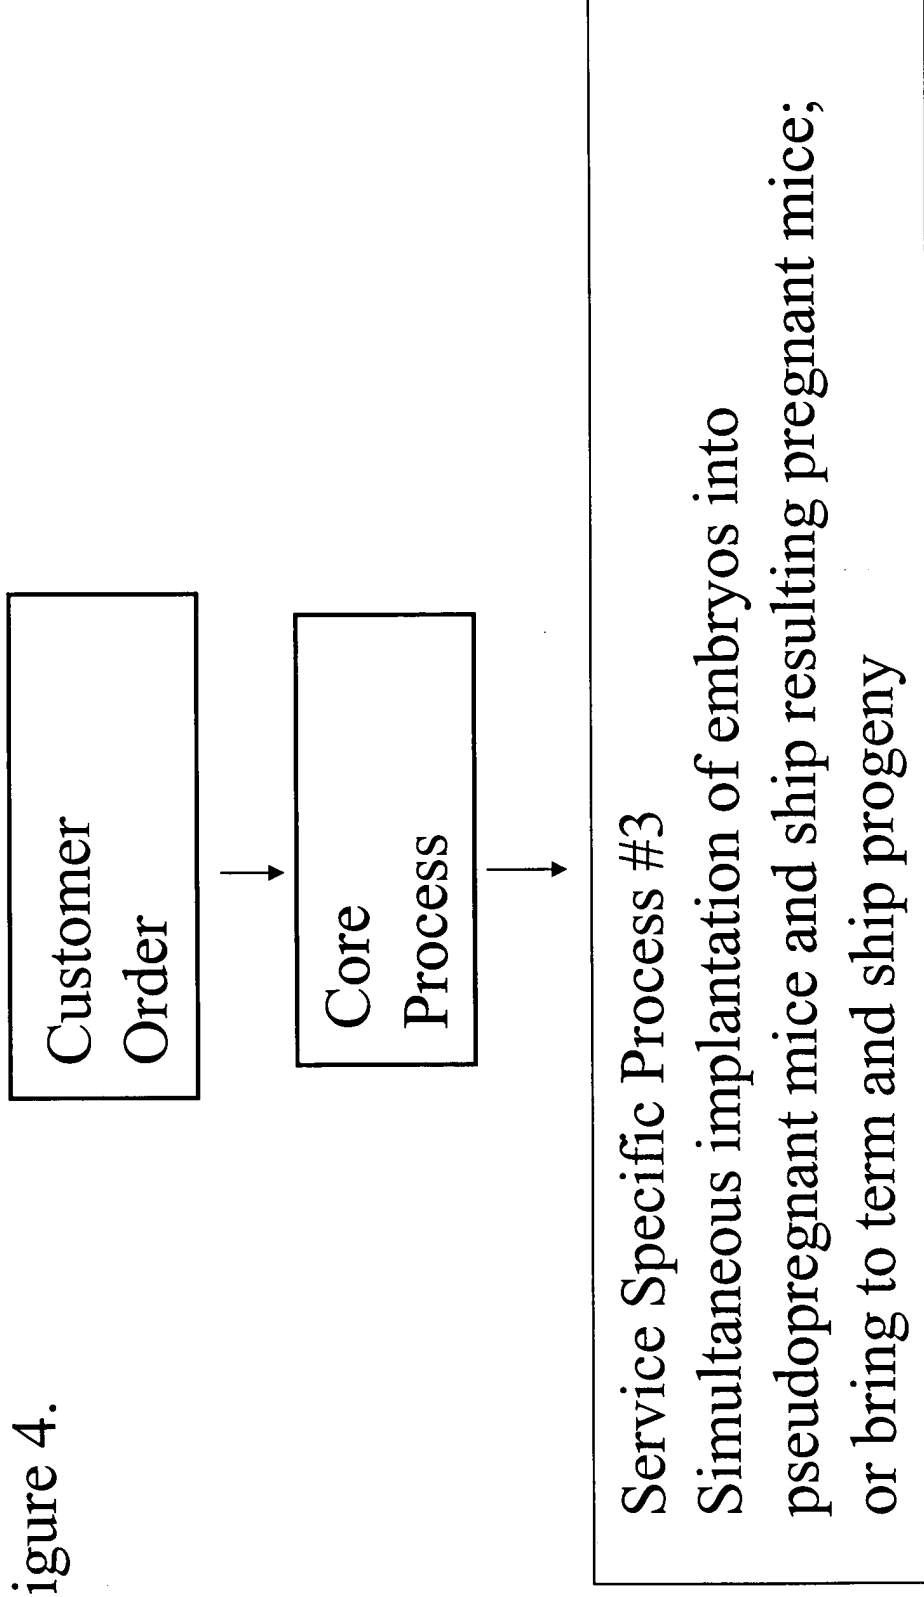 igure 4.
Customer
Order
Core
Process
Service Specific Process #3
Simultaneous implantation of embryos into
pseudopregnant mice and ship resulting pregnant mice;
or bring to term and ship progeny